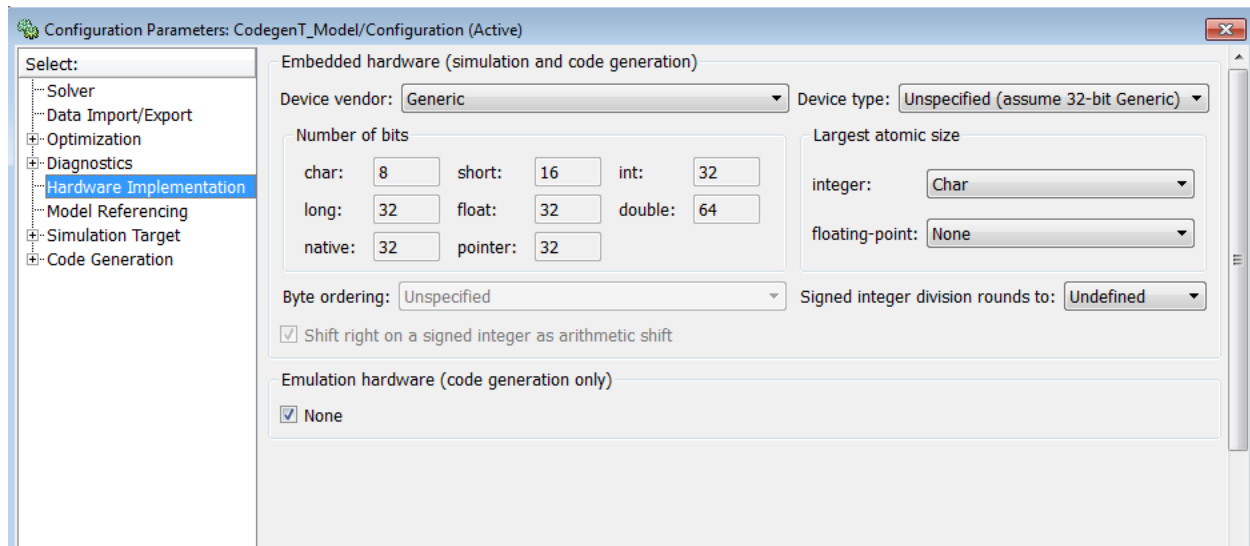 Configuration Parameters: CodegenT_Model/Configuration (Active)
Select:
Solver
Data Import/Export
Optimization
Diagnostics
Hardware Implementation
Model Referencing
Simulation Target
Code Generation
Embedded hardware (simulation and code generation)
Device vendor: Generic Device type: Unspecified (assume 32-bit Generic)
Number of bits
char: 8 short: 16 int: 32
long: 32 float: 32 double: 64
native: 32 pointer: 32
Largest atomic size
integer: Char
floating-point: None
Byte ordering: Unspecified Signed integer division rounds to: Undefined
Shift right on a signed integer as arithmetic shift
Emulation hardware (code generation only)
None